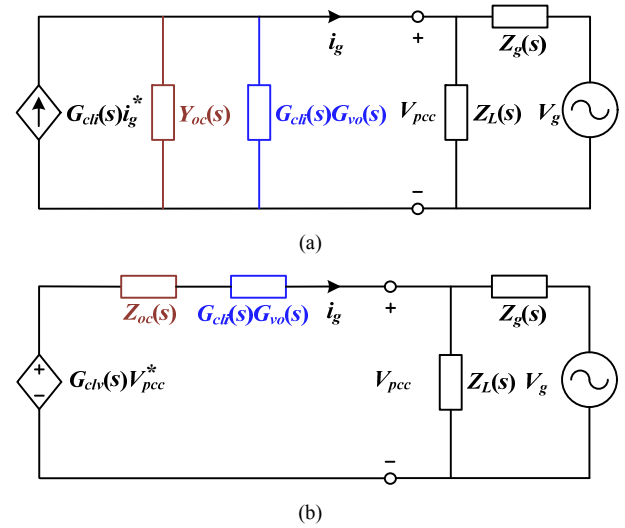 G_cli(s)i_g^*
Y_oc(s)
G_cli(s)G_vo(s)
i_g
+
V_pcc
−
Z_L(s)
Z_g(s)
V_g
(a)
Z_oc(s)
G_cli(s)G_vo(s)
i_g
+
Z_g(s)
+
−
G_clv(s)V_pcc^*
V_pcc
Z_L(s)
V_g
−
(b)